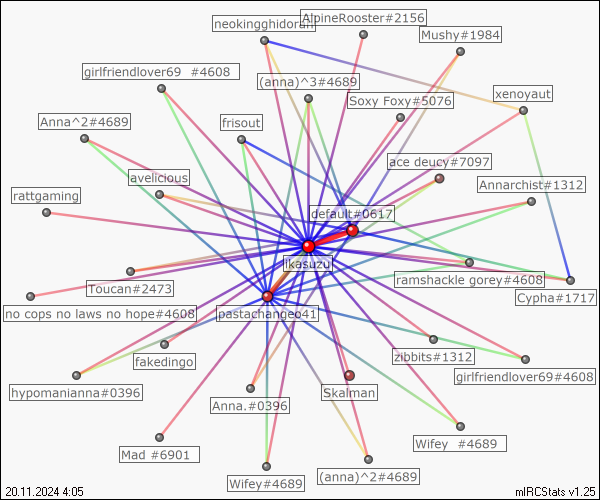 AlpineRooster#2156
neokingghidorah
Mushy#1984
girlfriendlover69 #4608
(anna)^3#4689
Soxy Foxy#5076
xenoyaut
Anna^2#4689
frisout
ace deucy#7097
avelicious
Annarchist#1312
rattgaming
default#0617
ikasuzu
ramshackle gorey#4608
Toucan#2473
Cypha#1717
no cops no laws no hope#4608
pastachange41
fakedingo
zibbits#1312
girlfriendlover69#4608
hypomanianna#0396
Anna.#0396
Skalman
Mad #6901
Wifey #4689
Wifey#4689
(anna)^2#4689
20.11.2024 4:05
mIRCStats v1.25